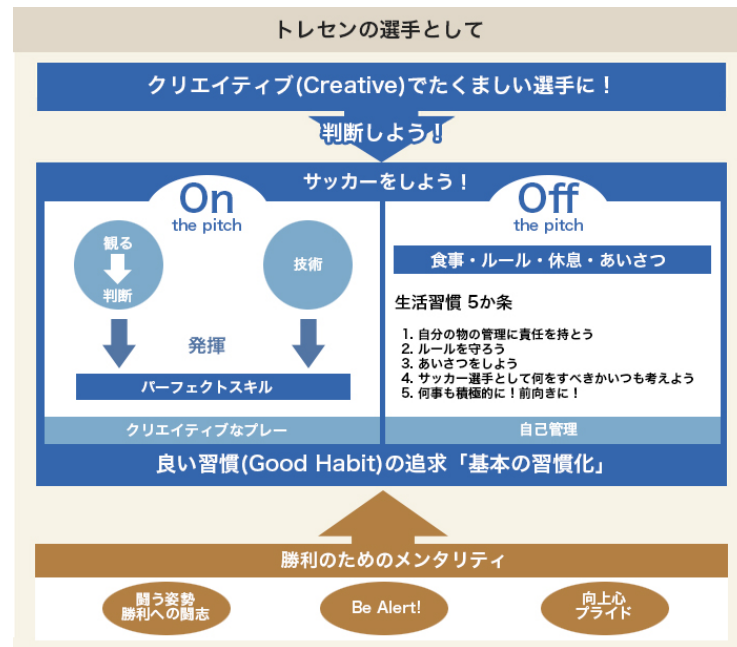 トレセンの選手として
クリエイティブ(Creative)でたくましい選手に！
判断しよう！
サッカーをしよう！
On
the pitch
観る
判断
技術
発揮
パーフェクトスキル
クリエイティブなプレー
Off
the pitch
食事・ルール・休息・あいさつ
生活習慣 5か条
1. 自分の物の管理に責任を持とう
2. ルールを守ろう
3. あいさつをしよう
4. サッカー選手として何をすべきかいつも考えよう
5. 何事も積極的に！前向きに！
自己管理
良い習慣(Good Habit)の追求「基本の習慣化」
勝利のためのメンタリティ
闘う姿勢
勝利への闘志
Be Alert!
向上心
プライド